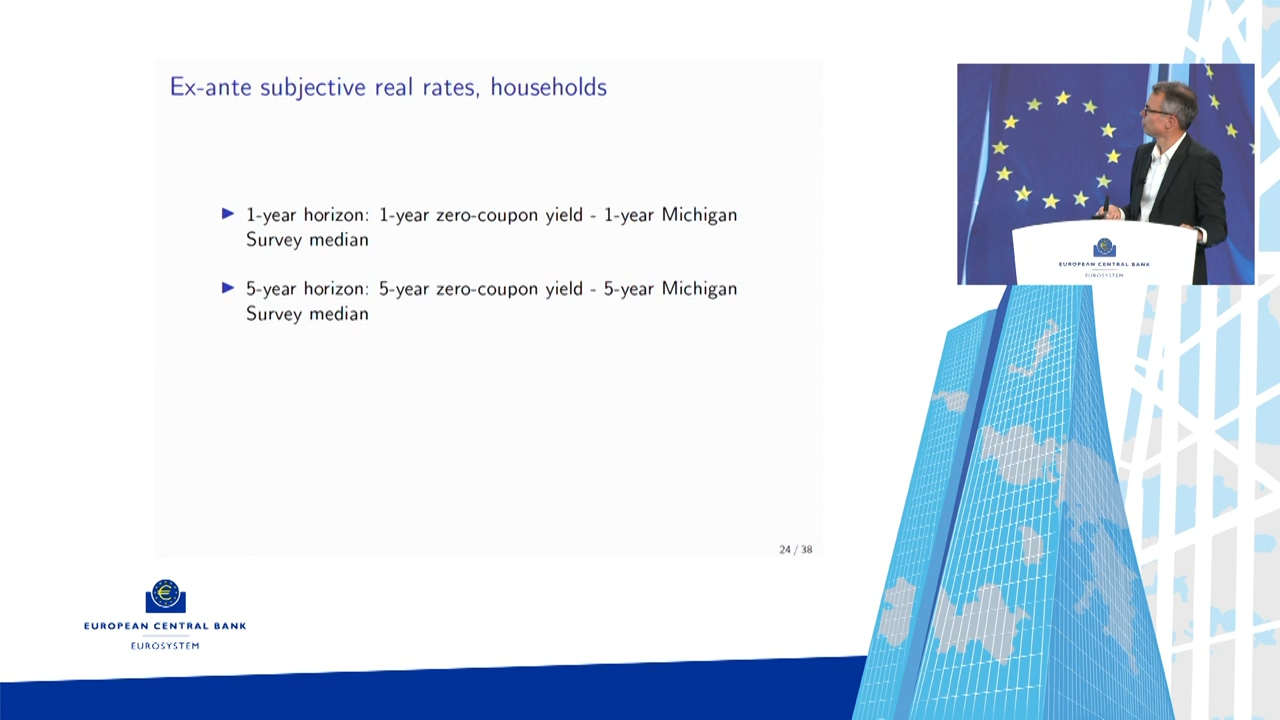 Ex-ante subjective real rates, households
▶ 1-year horizon: 1-year zero-coupon yield - 1-year Michigan
Survey median
▶ 5-year horizon: 5-year zero-coupon yield - 5-year Michigan
Survey median
24 / 38
EUROPEAN CENTRAL BANK
EUROSYSTEM
EUROPEAN CENTRAL BANK
EUROSYSTEM